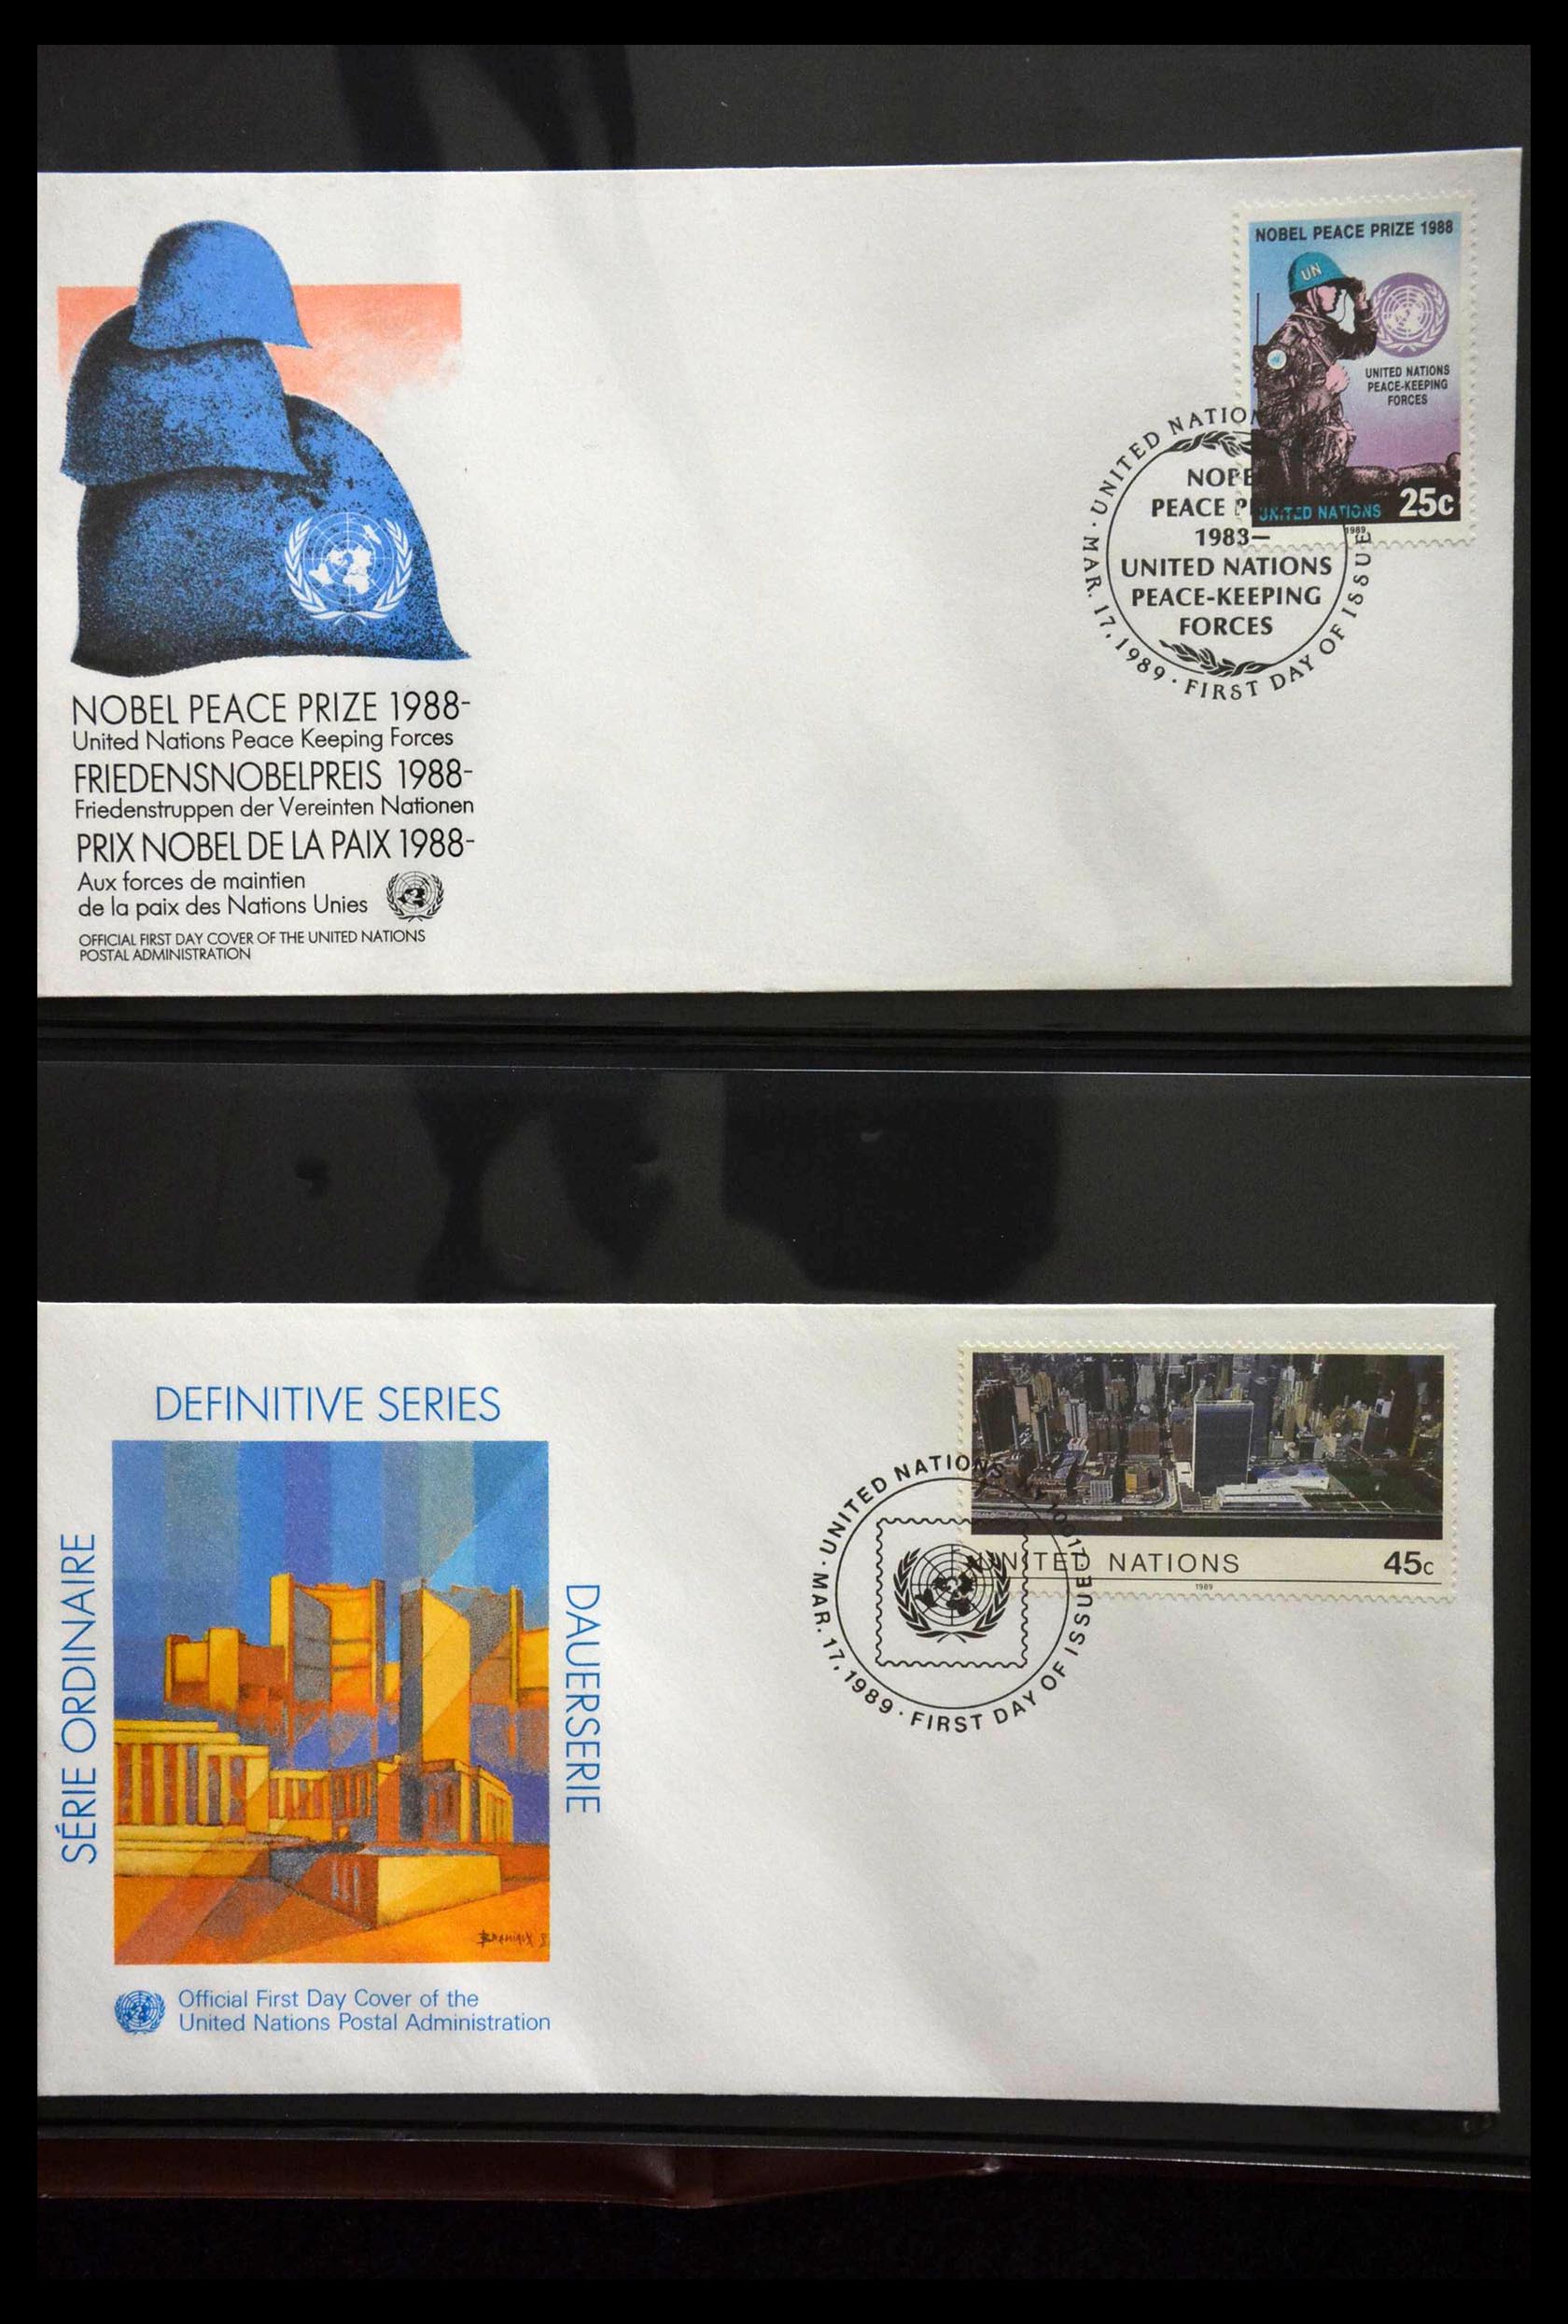 NOBEL PEACE PRIZE 1988
UN
UNITED NATIONS
PEACE-KEEPING
FORCES
UNITED NATIONS 25c
1989
UNITED NATION
NOBE
PEACE P
1988—
UNITED NATIONS
PEACE-KEEPING
FORCES
MAR. 17, 1989 · FIRST DAY OF ISSUE
NOBEL PEACE PRIZE 1988-
United Nations Peace Keeping Forces
FRIEDENSNOBELPREIS 1988-
Friedenstruppen der Vereinten Nationen
PRIX NOBEL DE LA PAIX 1988-
Aux forces de maintien
de la paix des Nations Unies
OFFICIAL FIRST DAY COVER OF THE UNITED NATIONS
POSTAL ADMINISTRATION
DEFINITIVE SERIES
SÉRIE ORDINAIRE
DAUERSERIE
Official First Day Cover of the
United Nations Postal Administration
UNITED NATIONS 45c
1989
UNITED NATIONS
10017
MAR. 17, 1989 · FIRST DAY OF ISSUE